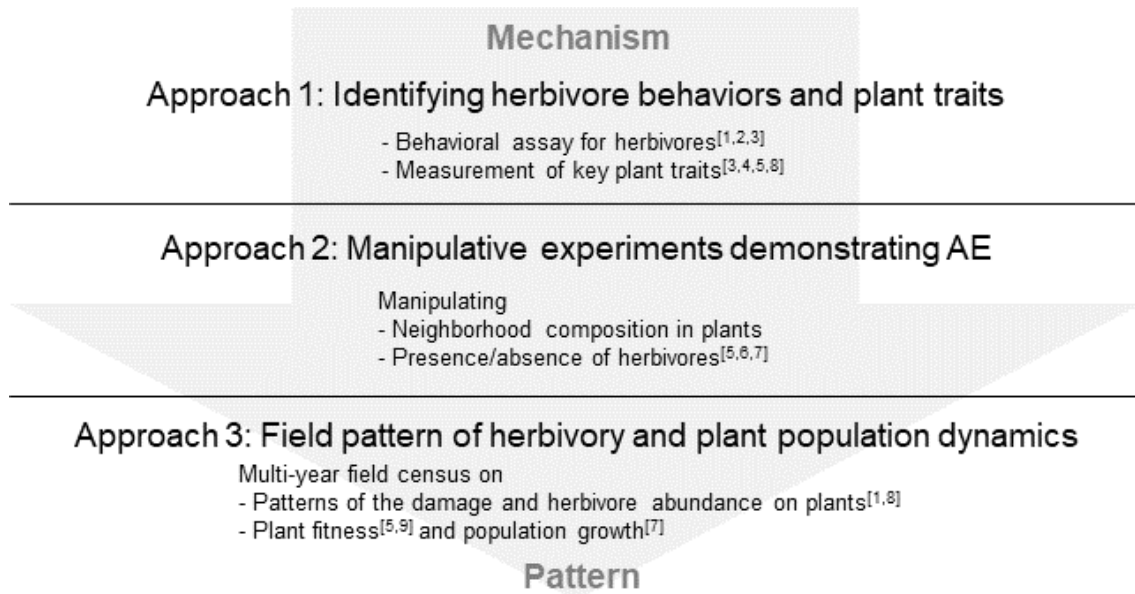 Mechanism
Approach 1: Identifying herbivore behaviors and plant traits
- Behavioral assay for herbivores[1,2,3]
- Measurement of key plant traits[3,4,5,8]
Approach 2: Manipulative experiments demonstrating AE
Manipulating
- Neighborhood composition in plants
- Presence/absence of herbivores[5,6,7]
Approach 3: Field pattern of herbivory and plant population dynamics
Multi-year field census on
- Patterns of the damage and herbivore abundance on plants[1,8]
- Plant fitness[5,9] and population growth[7]
Pattern